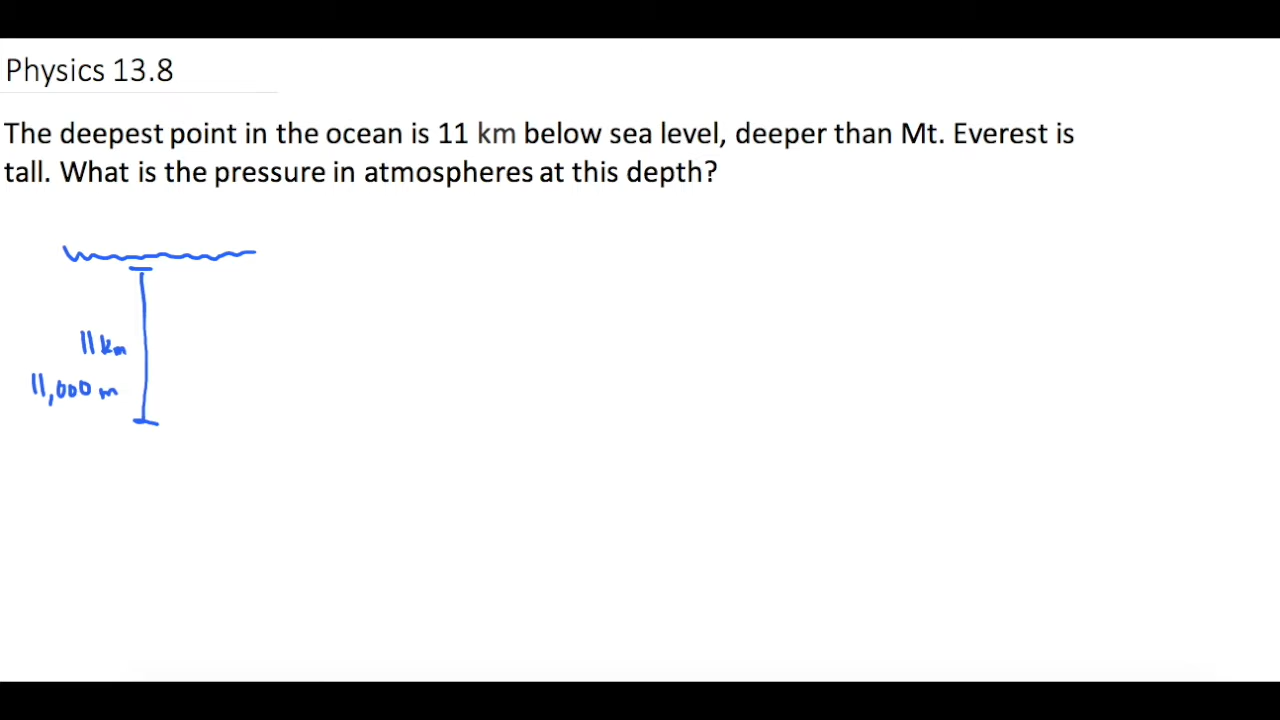 Physics 13.8
The deepest point in the ocean is 11 km below sea level, deeper than Mt. Everest is
tall. What is the pressure in atmospheres at this depth?
11 km
11,000 m